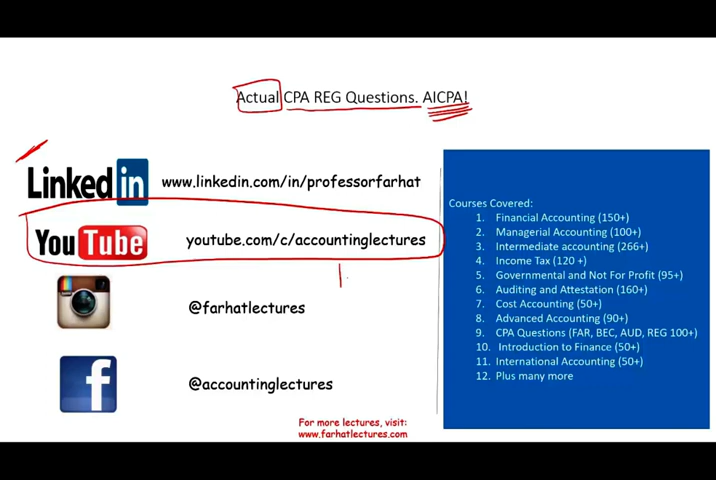 Actual CPA REG Questions. AICPA!
Linked in www.linkedin.com/in/professorfarhat
You Tube youtube.com/c/accountinglectures
@farhatlectures
f @accountinglectures
For more lectures, visit:
www.farhatlectures.com
Courses Covered:
1. Financial Accounting (150+)
2. Managerial Accounting (100+)
3. Intermediate accounting (266+)
4. Income Tax (120 +)
5. Governmental and Not For Profit (95+)
6. Auditing and Attestation (160+)
7. Cost Accounting (50+)
8. Advanced Accounting (90+)
9. CPA Questions (FAR, BEC, AUD, REG 100+)
10. Introduction to Finance (50+)
11. International Accounting (50+)
12. Plus many more